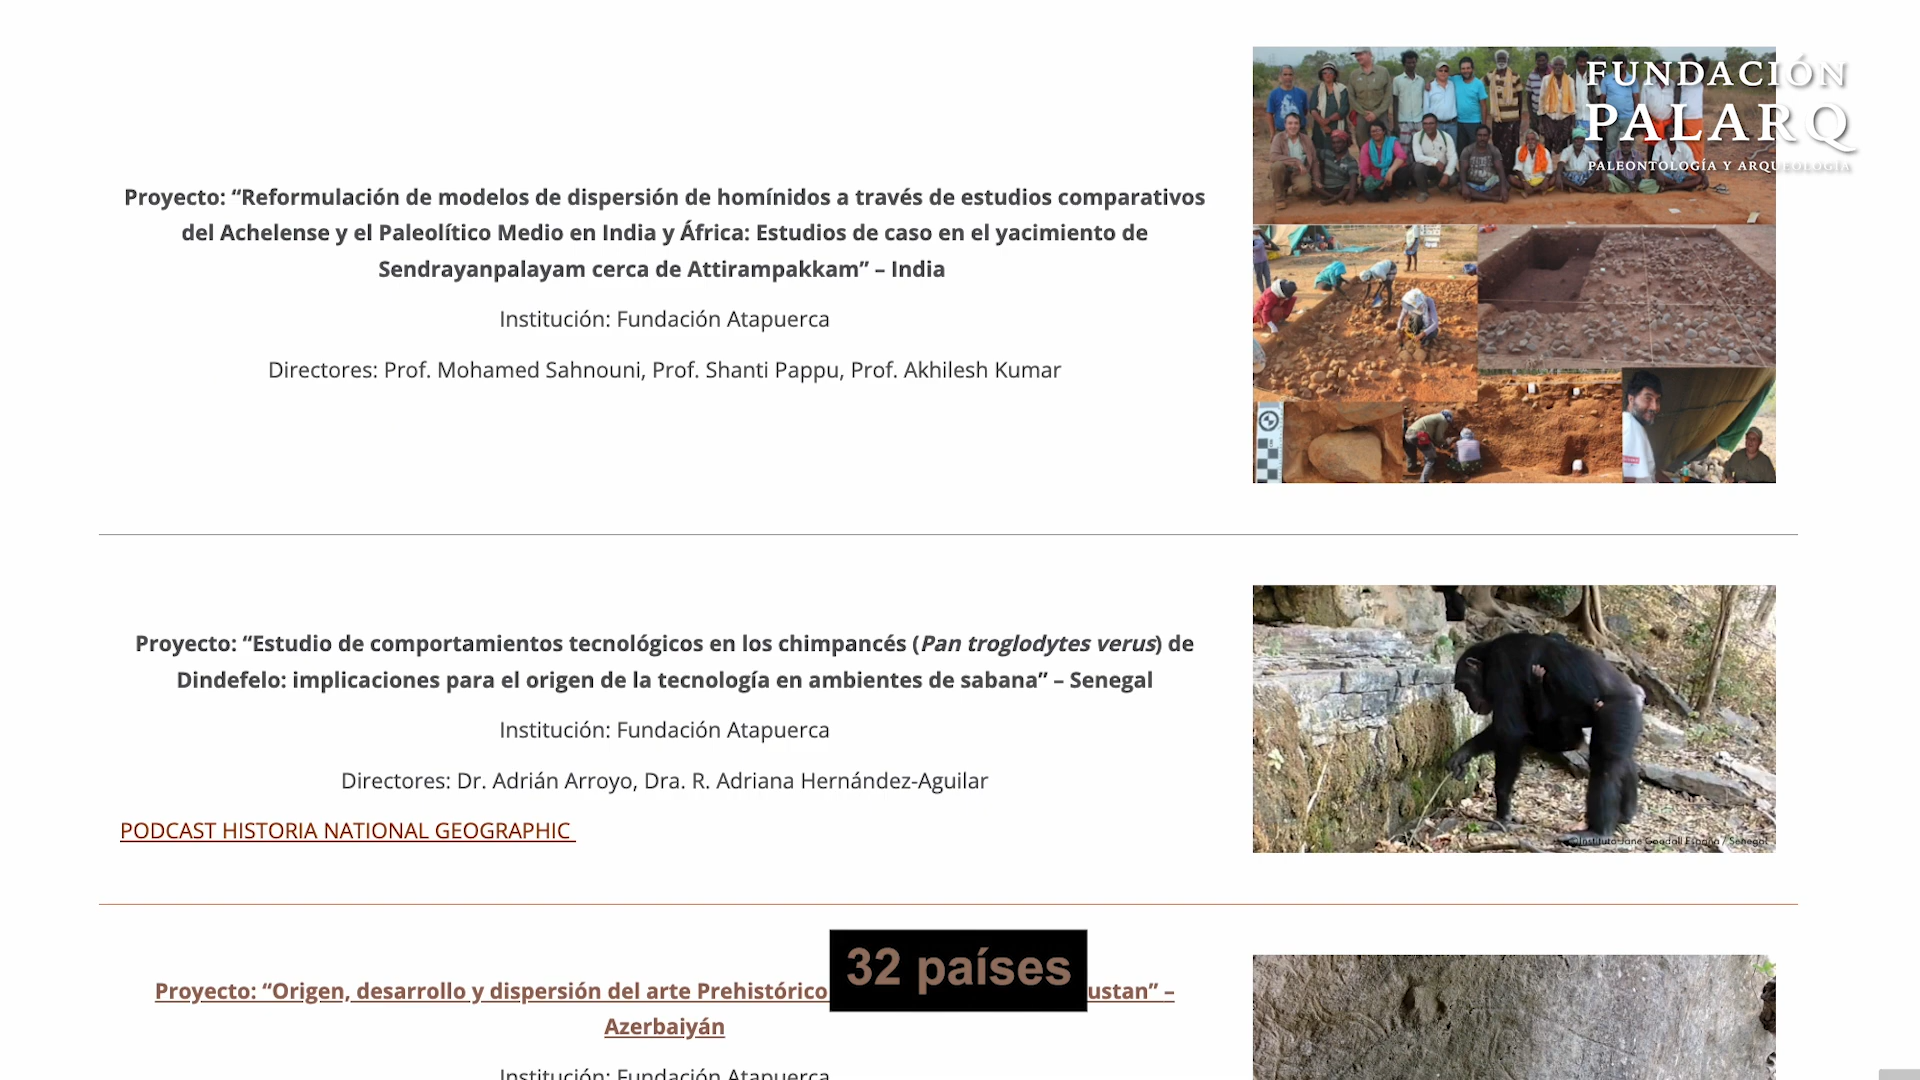 FUNDACIÓN
PALARQ
PALEONTOLOGÍA Y ARQUEOLOGÍA
Proyecto: “Reformulación de modelos de dispersión de homínidos a través de estudios comparativos
del Achelense y el Paleolítico Medio en India y África: Estudios de caso en el yacimiento de
Sendrayanpalayam cerca de Attirampakkam” – India
Institución: Fundación Atapuerca
Directores: Prof. Mohamed Sahnouni, Prof. Shanti Pappu, Prof. Akhilesh Kumar
Proyecto: “Estudio de comportamientos tecnológicos en los chimpancés (Pan troglodytes verus) de
Dindefelo: implicaciones para el origen de la tecnología en ambientes de sabana” – Senegal
Institución: Fundación Atapuerca
Directores: Dr. Adrián Arroyo, Dra. R. Adriana Hernández-Aguilar
PODCAST HISTORIA NATIONAL GEOGRAPHIC
©Instituto Jane Goodall España / Senegal
32 países
Proyecto: “Origen, desarrollo y dispersión del arte Prehistórico ustan” –
Azerbaiyán
Institución: Fundación Atapuerca